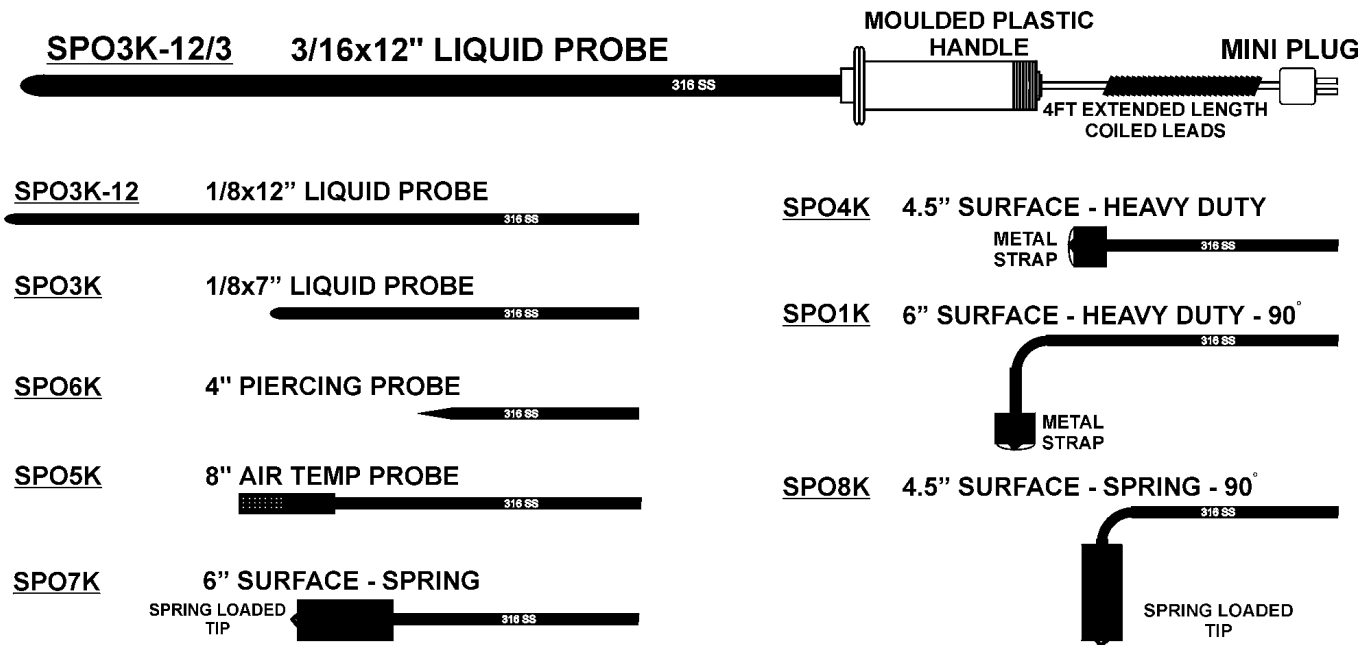 SPO3K-12/3 3/16x12" LIQUID PROBE
MOULDED PLASTIC
HANDLE
MINI PLUG
316 SS
4FT EXTENDED LENGTH
COILED LEADS
SPO3K-12 1/8x12” LIQUID PROBE
316 SS
SPO3K 1/8x7” LIQUID PROBE
316 SS
SPO6K 4" PIERCING PROBE
316 SS
SPO5K 8" AIR TEMP PROBE
316 SS
SPO7K 6” SURFACE - SPRING
SPRING LOADED
TIP
316 SS
SPO4K 4.5” SURFACE - HEAVY DUTY
METAL
STRAP
316 SS
SPO1K 6” SURFACE - HEAVY DUTY - 90°
316 SS
METAL
STRAP
SPO8K 4.5” SURFACE - SPRING - 90°
316 SS
SPRING LOADED
TIP